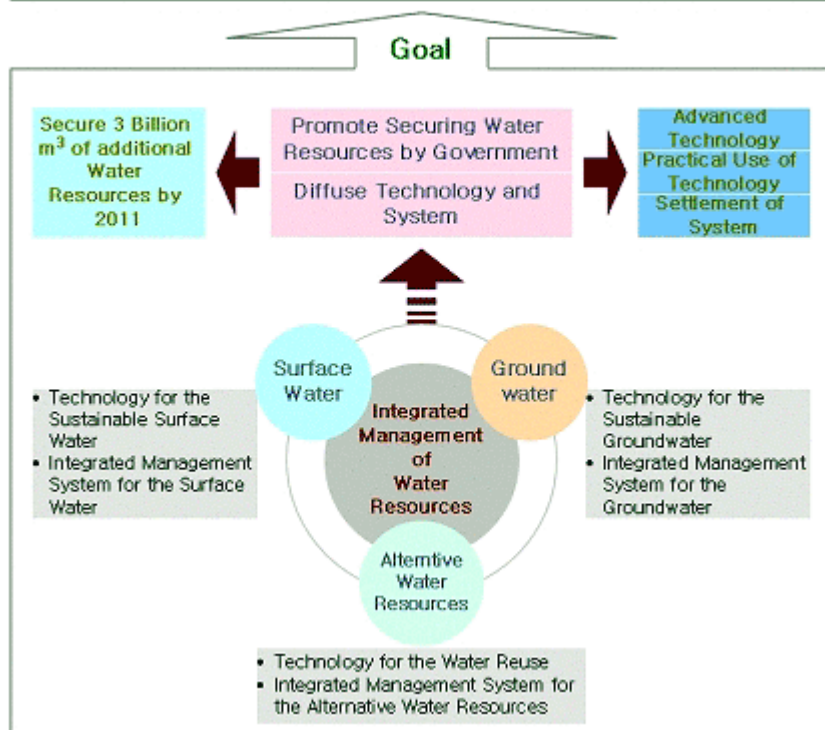 Goal
Secure 3 Billion
m³ of additional
Water
Resources by
2011
Promote Securing Water
Resources by Government
Diffuse Technology and
System
Advanced
Technology
Practical Use of
Technology
Settlement of
System
Surface
Water
Ground
water
Integrated
Management
of
Water
Resources
Alterntive
Water
Resources
• Technology for the
Sustainable Surface
Water
• Integrated Management
System for the Surface
Water
• Technology for the
Sustainable
Groundwater
• Integrated Management
System for the
Groundwater
• Technology for the Water Reuse
• Integrated Management System for
the Alternative Water Resources